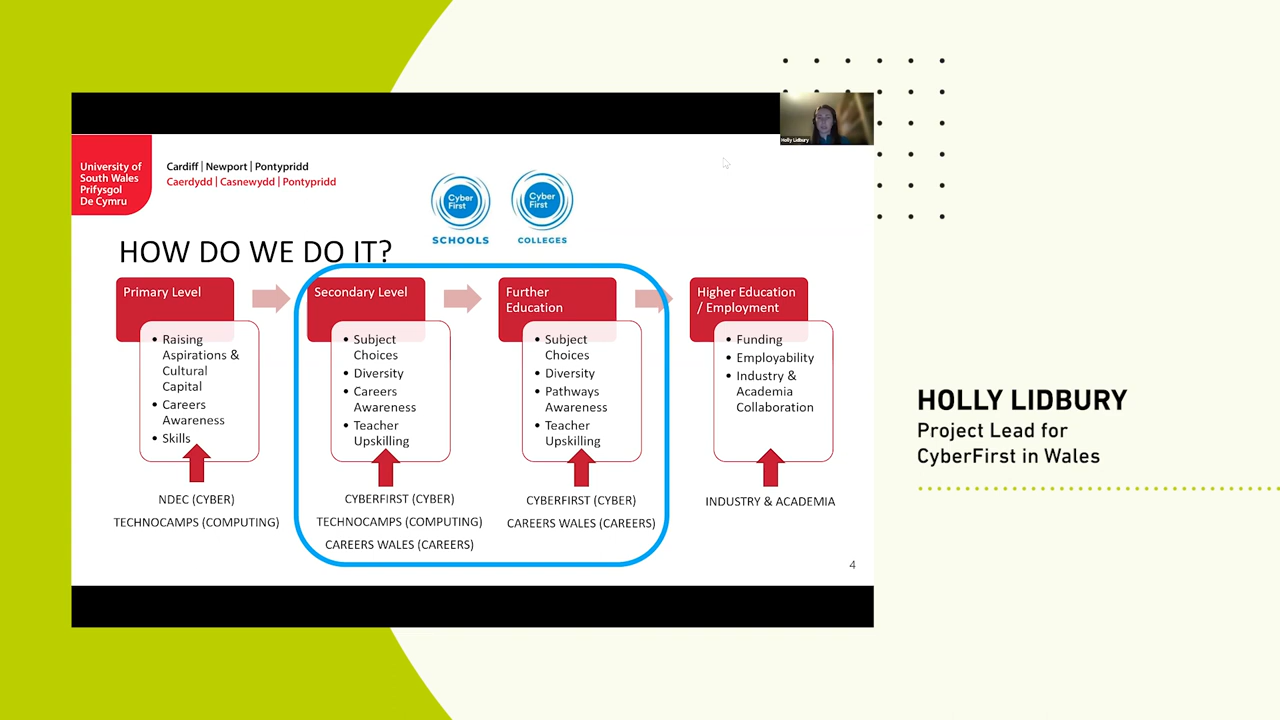 Holly Lidbury
University of
South Wales
Prifysgol
De Cymru
Cardiff | Newport | Pontypridd
Caerdydd | Casnewydd | Pontypridd
Cyber
First
SCHOOLS
Cyber
First
COLLEGES
HOW DO WE DO IT?
Primary Level
• Raising
Aspirations &
Cultural
Capital
• Careers
Awareness
• Skills
NDEC (CYBER)
TECHNOCAMPS (COMPUTING)
Secondary Level
• Subject
Choices
• Diversity
• Careers
Awareness
• Teacher
Upskilling
CYBERFIRST (CYBER)
TECHNOCAMPS (COMPUTING)
CAREERS WALES (CAREERS)
Further
Education
• Subject
Choices
• Diversity
• Pathways
Awareness
• Teacher
Upskilling
CYBERFIRST (CYBER)
CAREERS WALES (CAREERS)
Higher Education
/ Employment
• Funding
• Employability
• Industry &
Academia
Collaboration
INDUSTRY & ACADEMIA
4
HOLLY LIDBURY
Project Lead for
CyberFirst in Wales